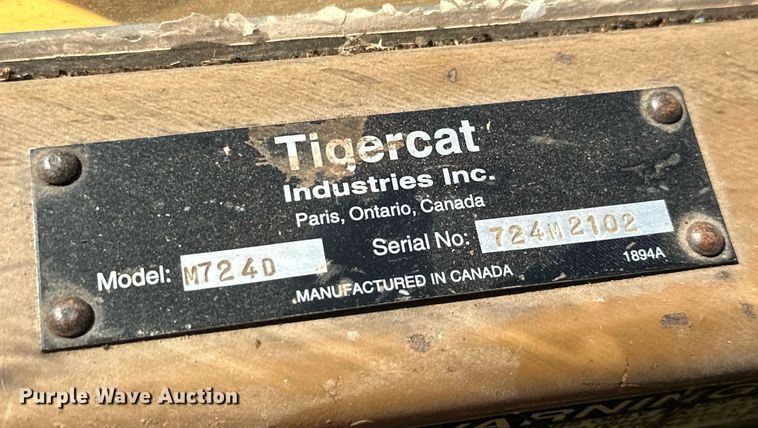 Tigercat
Industries Inc.
Paris, Ontario, Canada
Model: M724D Serial No: 724M2102
MANUFACTURED IN CANADA 1894A
Purple Wave Auction